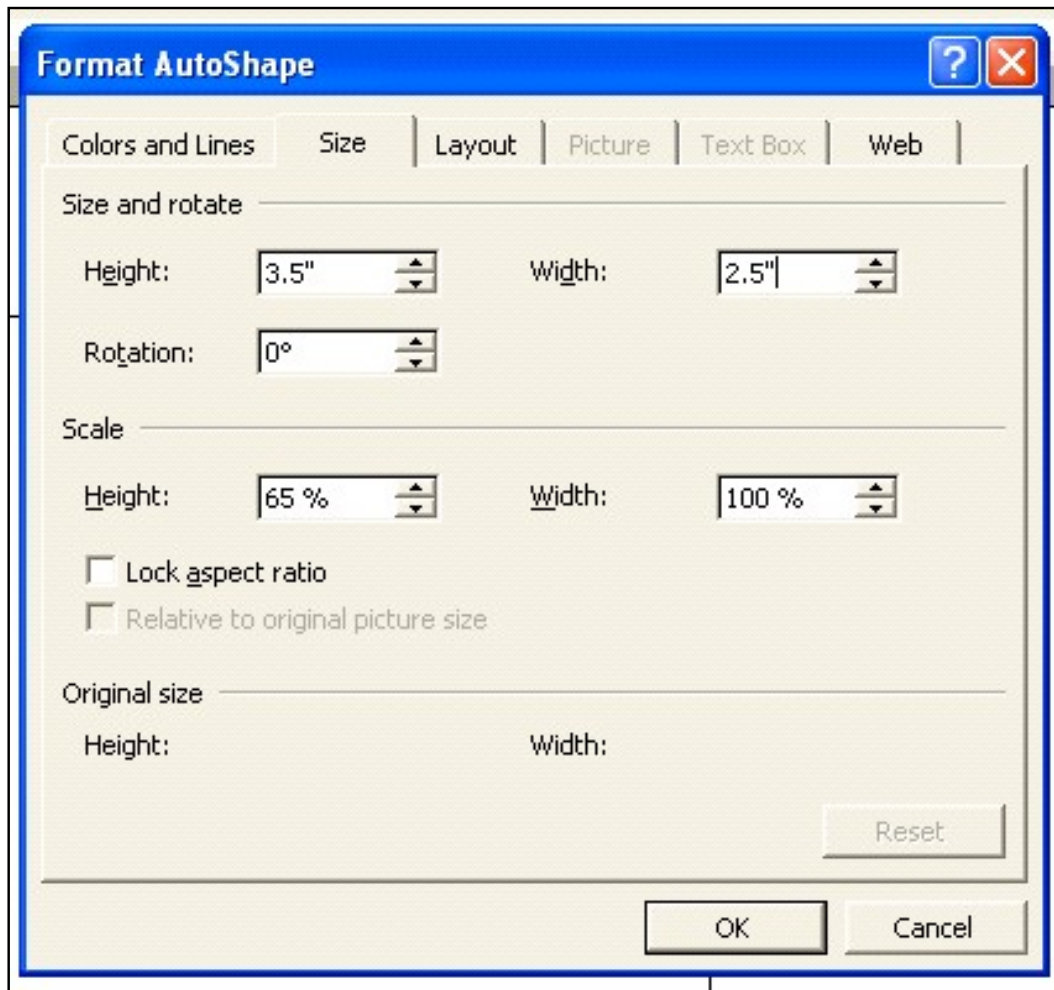 Format AutoShape
Colors and Lines Size Layout Picture Text Box Web
Size and rotate
Height: 3.5" Width: 2.5"
Rotation: 0°
Scale
Height: 65 % Width: 100 %
Lock aspect ratio
Relative to original picture size
Original size
Height: Width:
Reset
OK Cancel